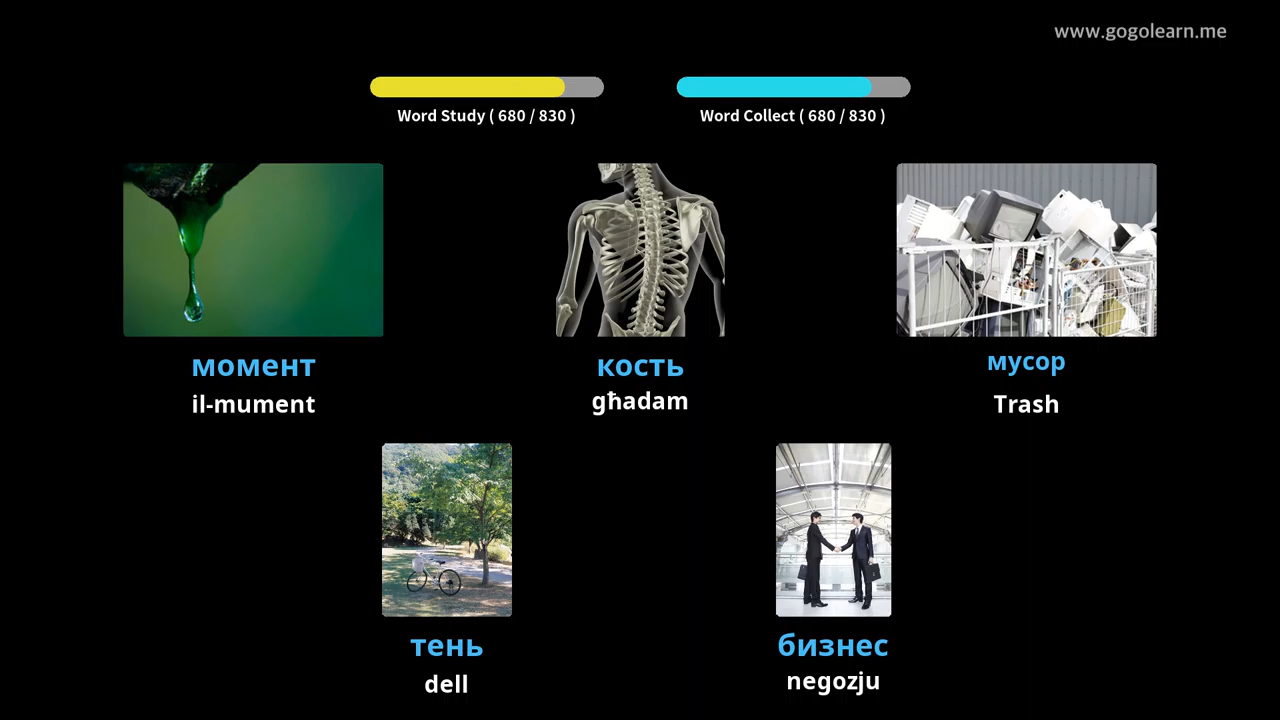 www.gogolearn.me
Word Study ( 680 / 830 )
Word Collect ( 680 / 830 )
момент
il-mument
кость
għadam
мусор
Trash
тень
dell
бизнес
negozju